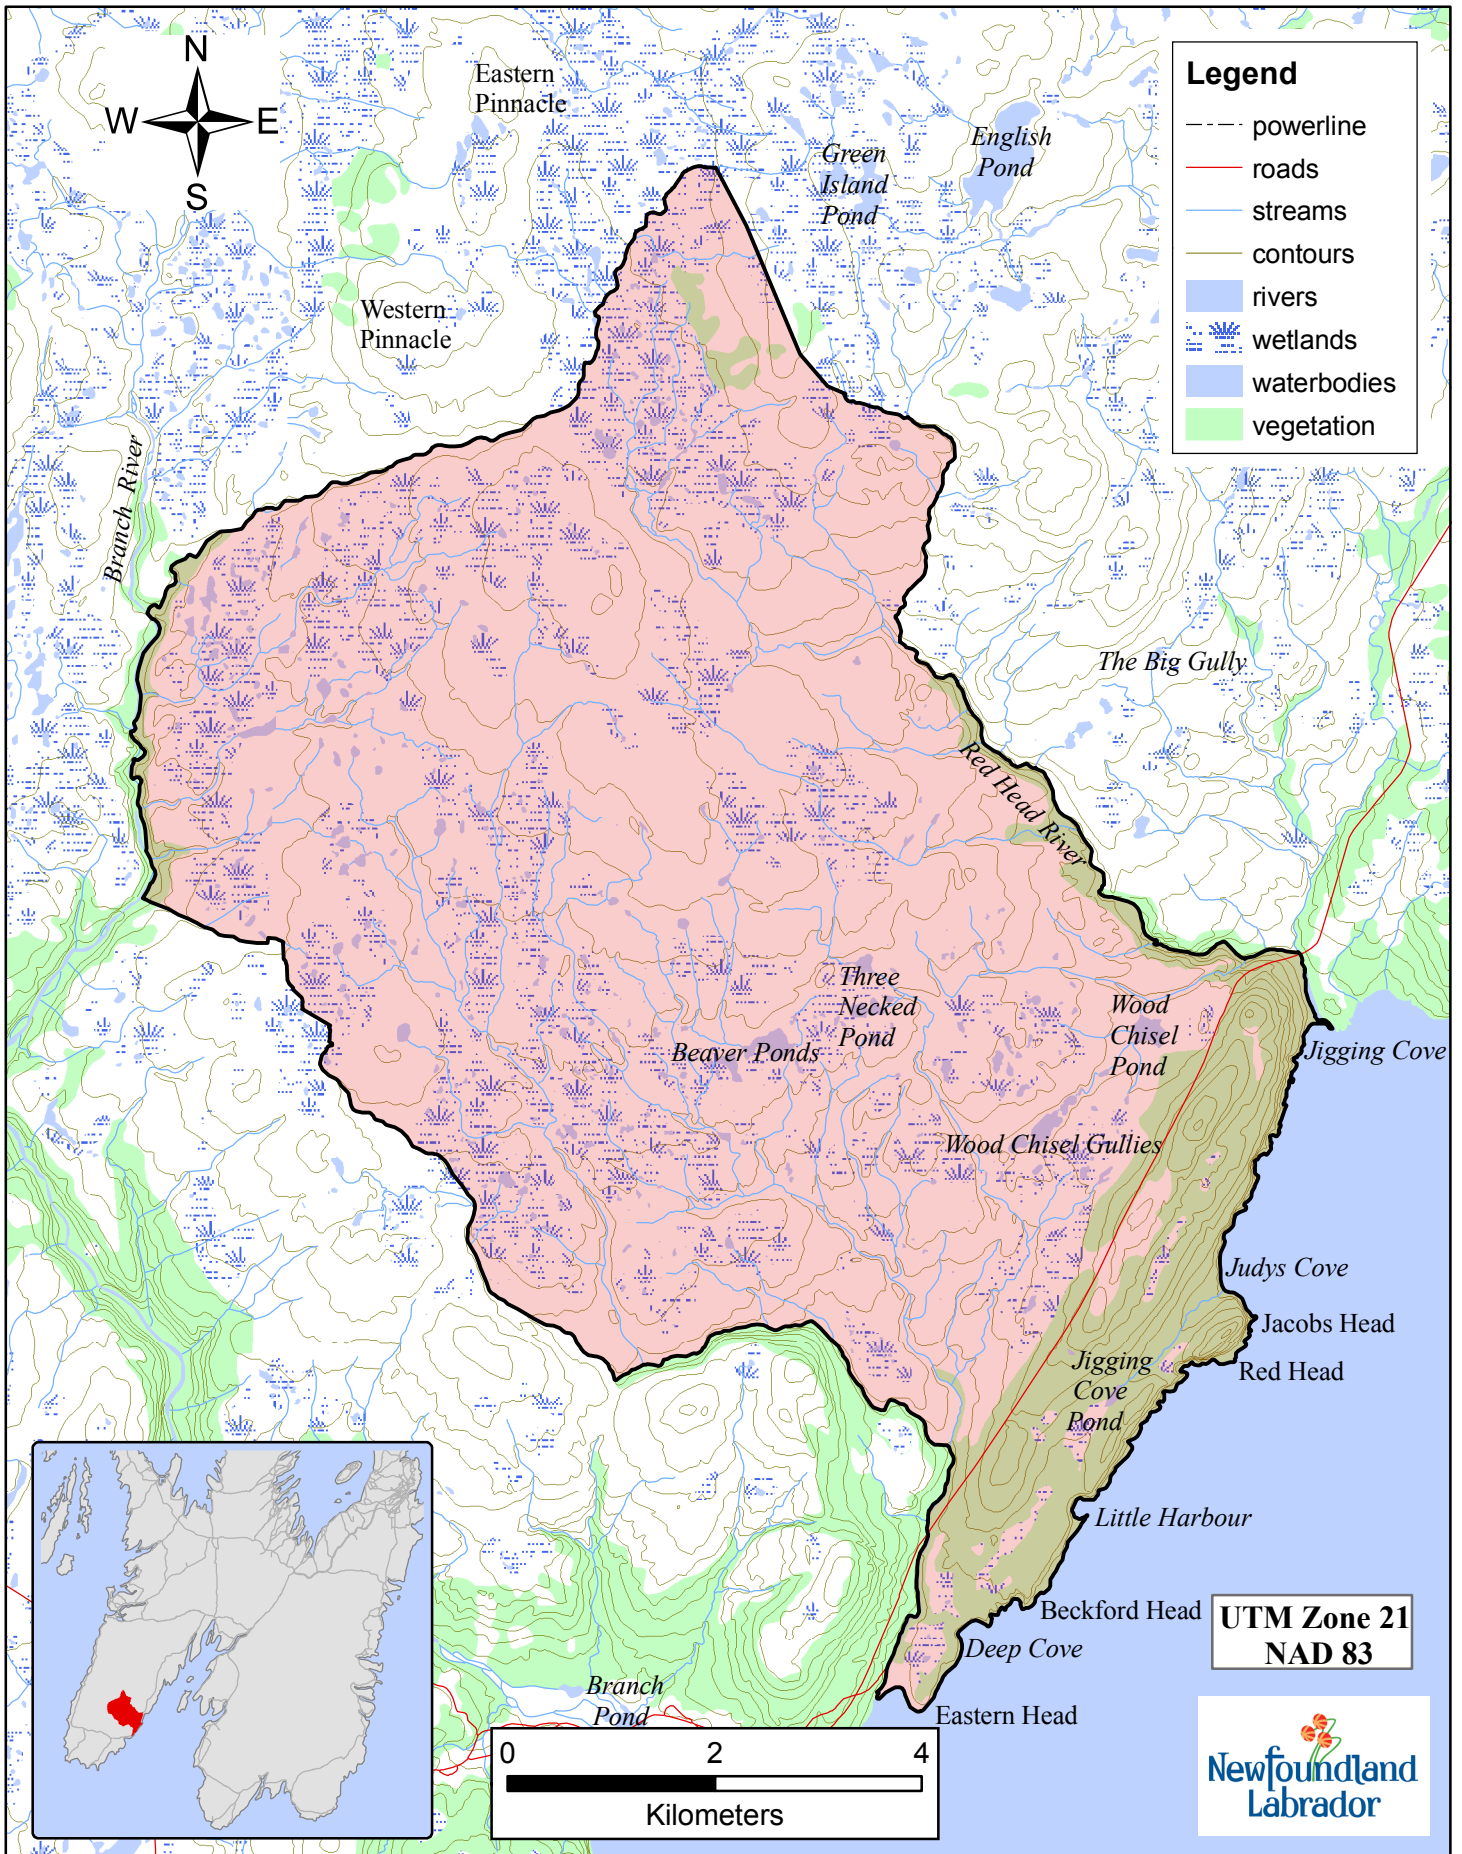 N
W
E
S
Eastern
Pinnacle
Green
Island
Pond
English
Pond
Legend
powerline
roads
streams
contours
rivers
wetlands
waterbodies
vegetation
Western
Pinnacle
Branch River
The Big Gully
Red Head River
Three
Necked
Pond
Beaver Ponds
Wood
Chisel
Pond
Jigging Cove
Wood Chisel Gullies
Judys Cove
Jacobs Head
Red Head
Jigging
Cove
Pond
Little Harbour
Beckford Head
Deep Cove
Eastern Head
Branch
Pond
UTM Zone 21
NAD 83
0
2
4
Kilometers
Newfoundland
Labrador